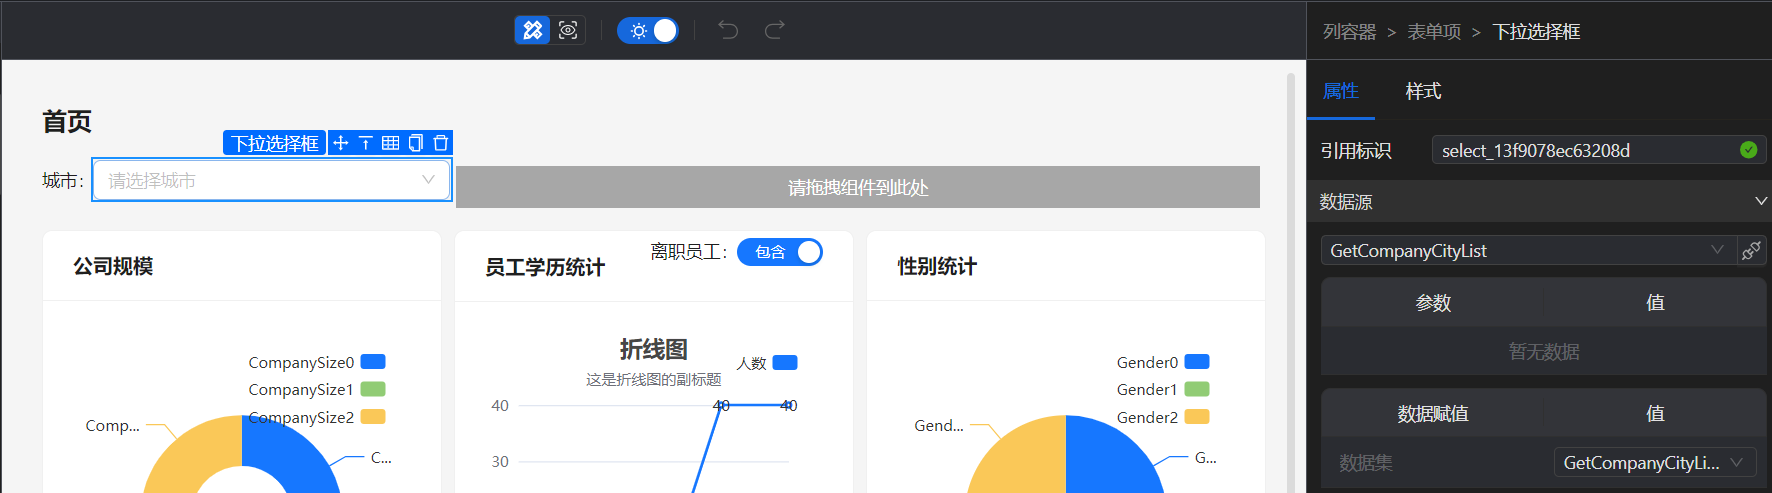 列容器 > 表单项 > 下拉选择框
属性 样式
首页
下拉选择框
城市: 请选择城市
请拖拽组件到此处
引用标识 select_13f9078ec63208d
数据源
GetCompanyCityList
参数 值
暂无数据
数据赋值 值
数据集 GetCompanyCityLi...
公司规模
CompanySize0
CompanySize1
CompanySize2
Comp...
C...
员工学历统计
离职员工: 包含
折线图
这是折线图的副标题
人数
40
40 40
30
性别统计
Gender0
Gender1
Gender2
Gend...
G...